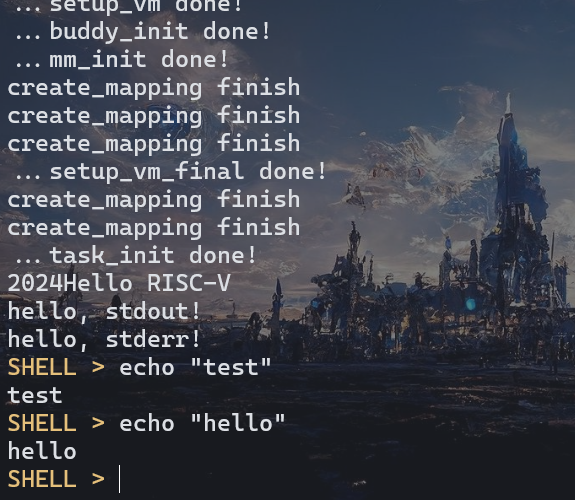 ...setup_vm done!
...buddy_init done!
...mm_init done!
create_mapping finish
create_mapping finish
create_mapping finish
...setup_vm_final done!
create_mapping finish
create_mapping finish
...task_init done!
2024Hello RISC-V
hello, stdout!
hello, stderr!
SHELL > echo "test"
test
SHELL > echo "hello"
hello
SHELL >